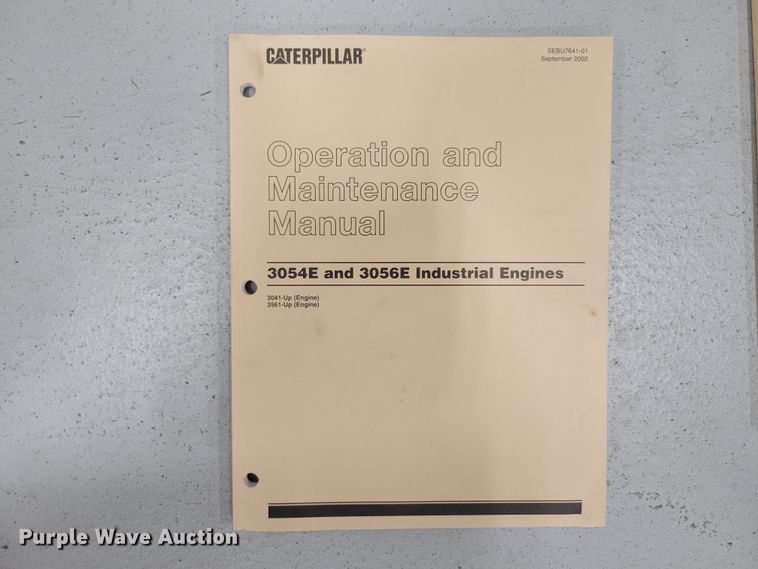 CATERPILLAR®
SEBU7641-01
September 2002
Operation and
Maintenance
Manual
3054E and 3056E Industrial Engines
3041-Up (Engine)
3561-Up (Engine)
Purple Wave Auction